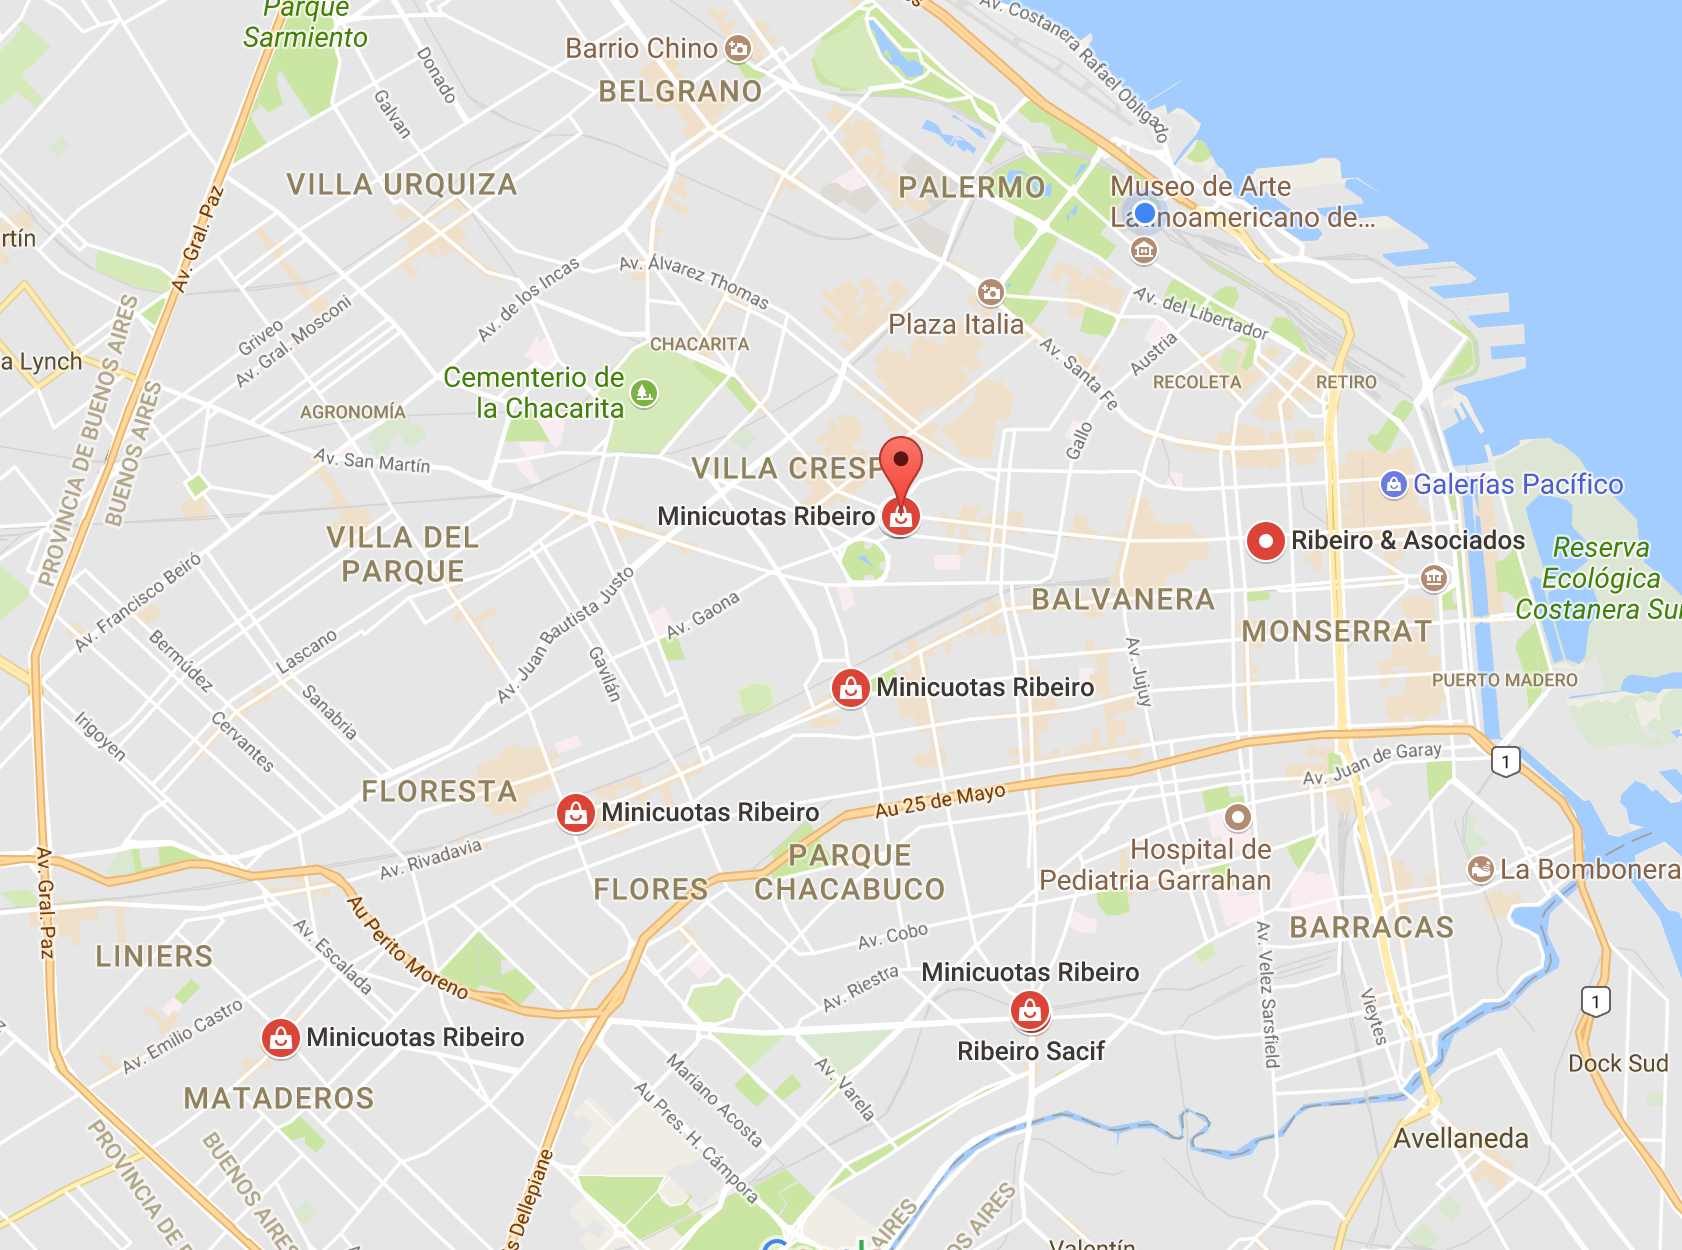 Parque
Sarmiento
Av. Costanera Rafael Obligado
Barrio Chino
BELGRANO
Donado
Galvan
VILLA URQUIZA
PALERMO
Museo de Arte
Latinoamericano de...
Av. Gral. Paz
Av. de los Incas
Av. Álvarez Thomas
Plaza Italia
Av. del Libertador
Griveo
Av. Gral. Mosconi
CHACARITA
Av. Santa Fe
Austria
RECOLETA
RETIRO
a Lynch
Cementerio de
la Chacarita
AGRONOMÍA
PROVINCIA DE BUENOS AIRES
BUENOS AIRES
Av. San Martín
Gallo
VILLA CRESP
Galerías Pacífico
Minicuotas Ribeiro
Ribeiro & Asociados
VILLA DEL
PARQUE
Reserva
Ecológica
Costanera Sur
Av. Francisco Beiró
Av. Juan Bautista Justo
Av. Gaona
BALVANERA
MONSERRAT
Bermúdez
Lascano
Gavilán
Av. Jujuy
PUERTO MADERO
Sanabria
Cervantes
Irigoyen
Minicuotas Ribeiro
Av. Juan de Garay
1
FLORESTA
Minicuotas Ribeiro
Au 25 de Mayo
Av. Rivadavia
PARQUE
CHACABUCO
FLORES
Hospital de
Pediatria Garrahan
La Bombonera
Av. Gral. Paz
Au Perito Moreno
Av. Escalada
LINIERS
Av. Cobo
BARRACAS
Av. Riestra
Minicuotas Ribeiro
Av. Velez Sarsfield
Vieytes
1
Av. Emilio Castro
Minicuotas Ribeiro
Ribeiro Sacif
Dock Sud
MATADEROS
Mariano Acosta
Av. Varela
Au Pres. H. Cámpora
Avellaneda
PROVINCIA DE
BUENOS AIRES
Dellepiane
AIRES
AIRES
Valentín
Google